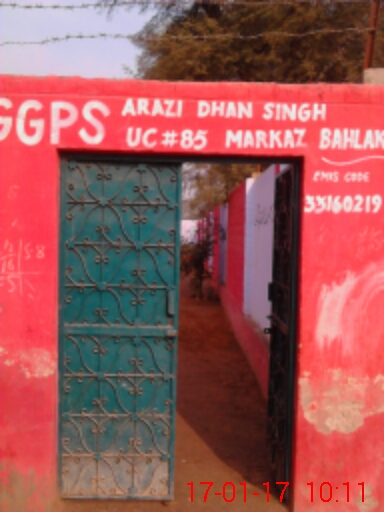 GGPS ARAZI DHAN SINGH
UC #85 MARKAZ BAHLAK
EMIS CODE
33160219
17-01-17 10:11